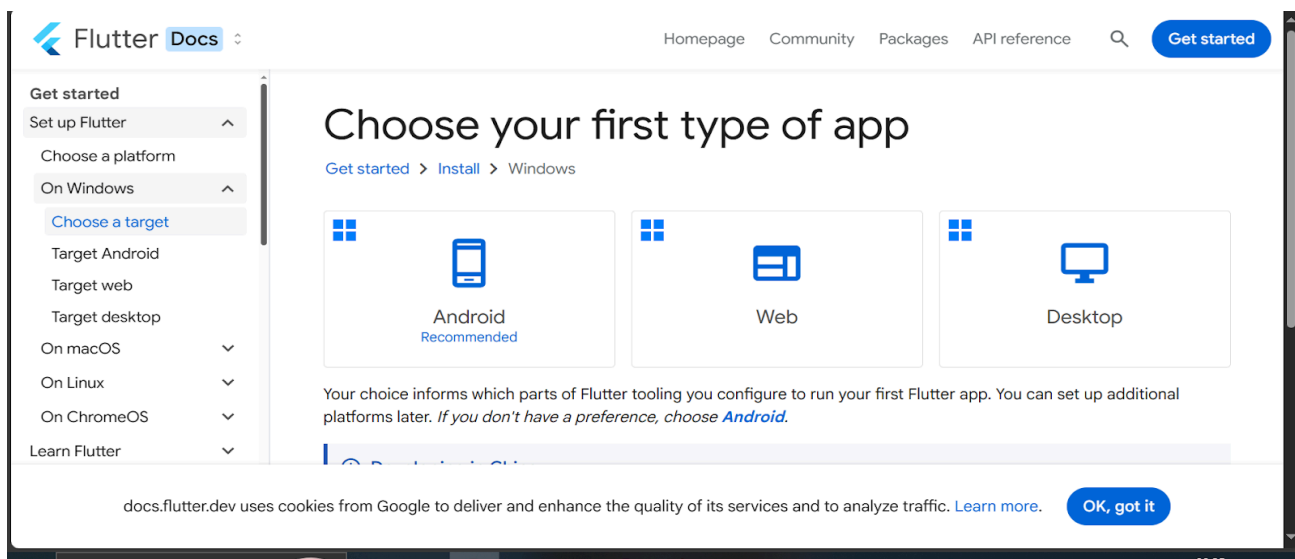 Flutter Docs
Homepage Community Packages API reference Get started
Get started
Set up Flutter
Choose a platform
On Windows
Choose a target
Target Android
Target web
Target desktop
On macOS
On Linux
On ChromeOS
Learn Flutter
Choose your first type of app
Get started > Install > Windows
Android
Recommended
Web
Desktop
Your choice informs which parts of Flutter tooling you configure to run your first Flutter app. You can set up additional
platforms later. If you don't have a preference, choose Android.
docs.flutter.dev uses cookies from Google to deliver and enhance the quality of its services and to analyze traffic. Learn more.
OK, got it